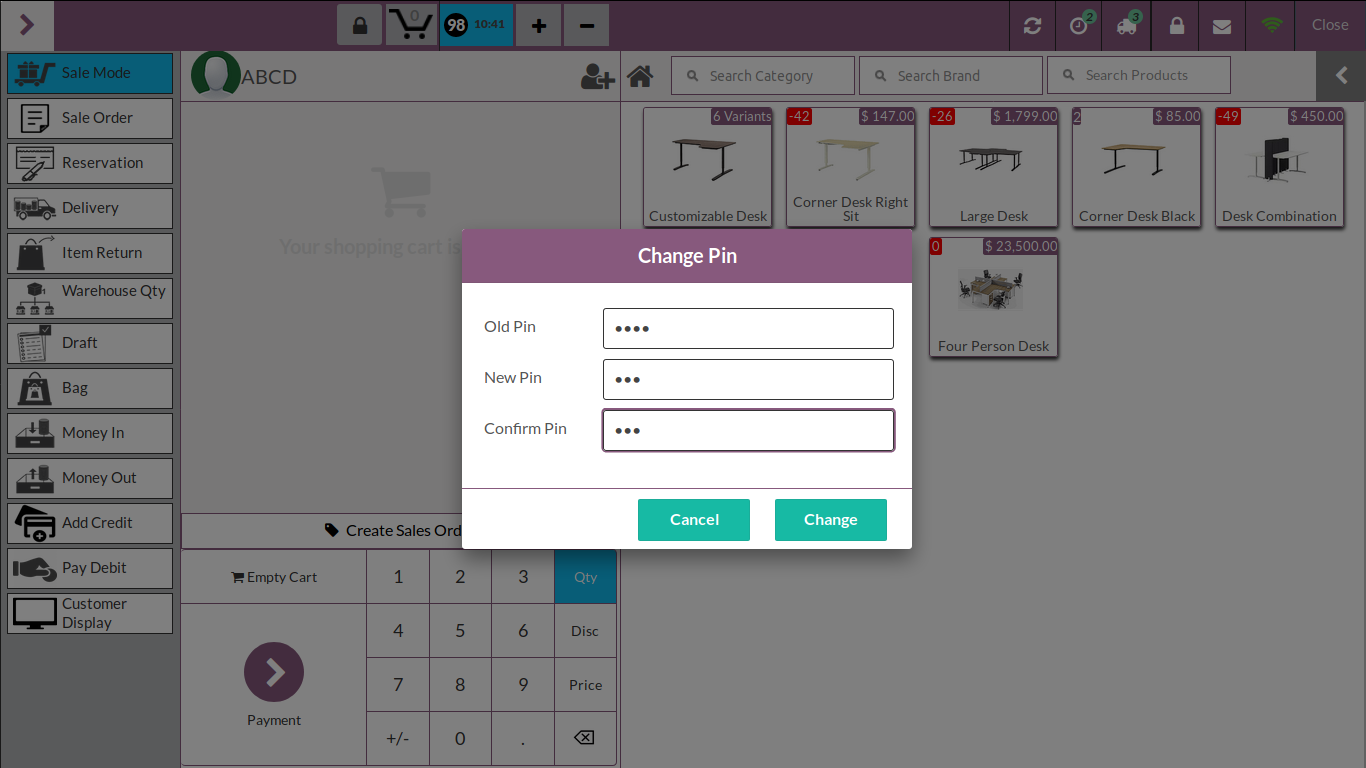 0
98 10:41
2
3
Close
Sale Mode
Sale Order
Reservation
Delivery
Item Return
Warehouse Qty
Draft
Bag
Money In
Money Out
Add Credit
Pay Debit
Customer
Display
ABCD
Search Category
Search Brand
Search Products
6 Variants
Customizable Desk
-42
$ 147.00
Corner Desk Right
Sit
-26
$ 1,799.00
Large Desk
2
$ 85.00
Corner Desk Black
-49
$ 450.00
Desk Combination
0
$ 23,500.00
Four Person Desk
Your shopping cart is
Change Pin
Old Pin
New Pin
Confirm Pin
Cancel
Change
Create Sales Ord
Empty Cart
1 2 3 Qty
4 5 6 Disc
7 8 9 Price
+/- 0 .
Payment